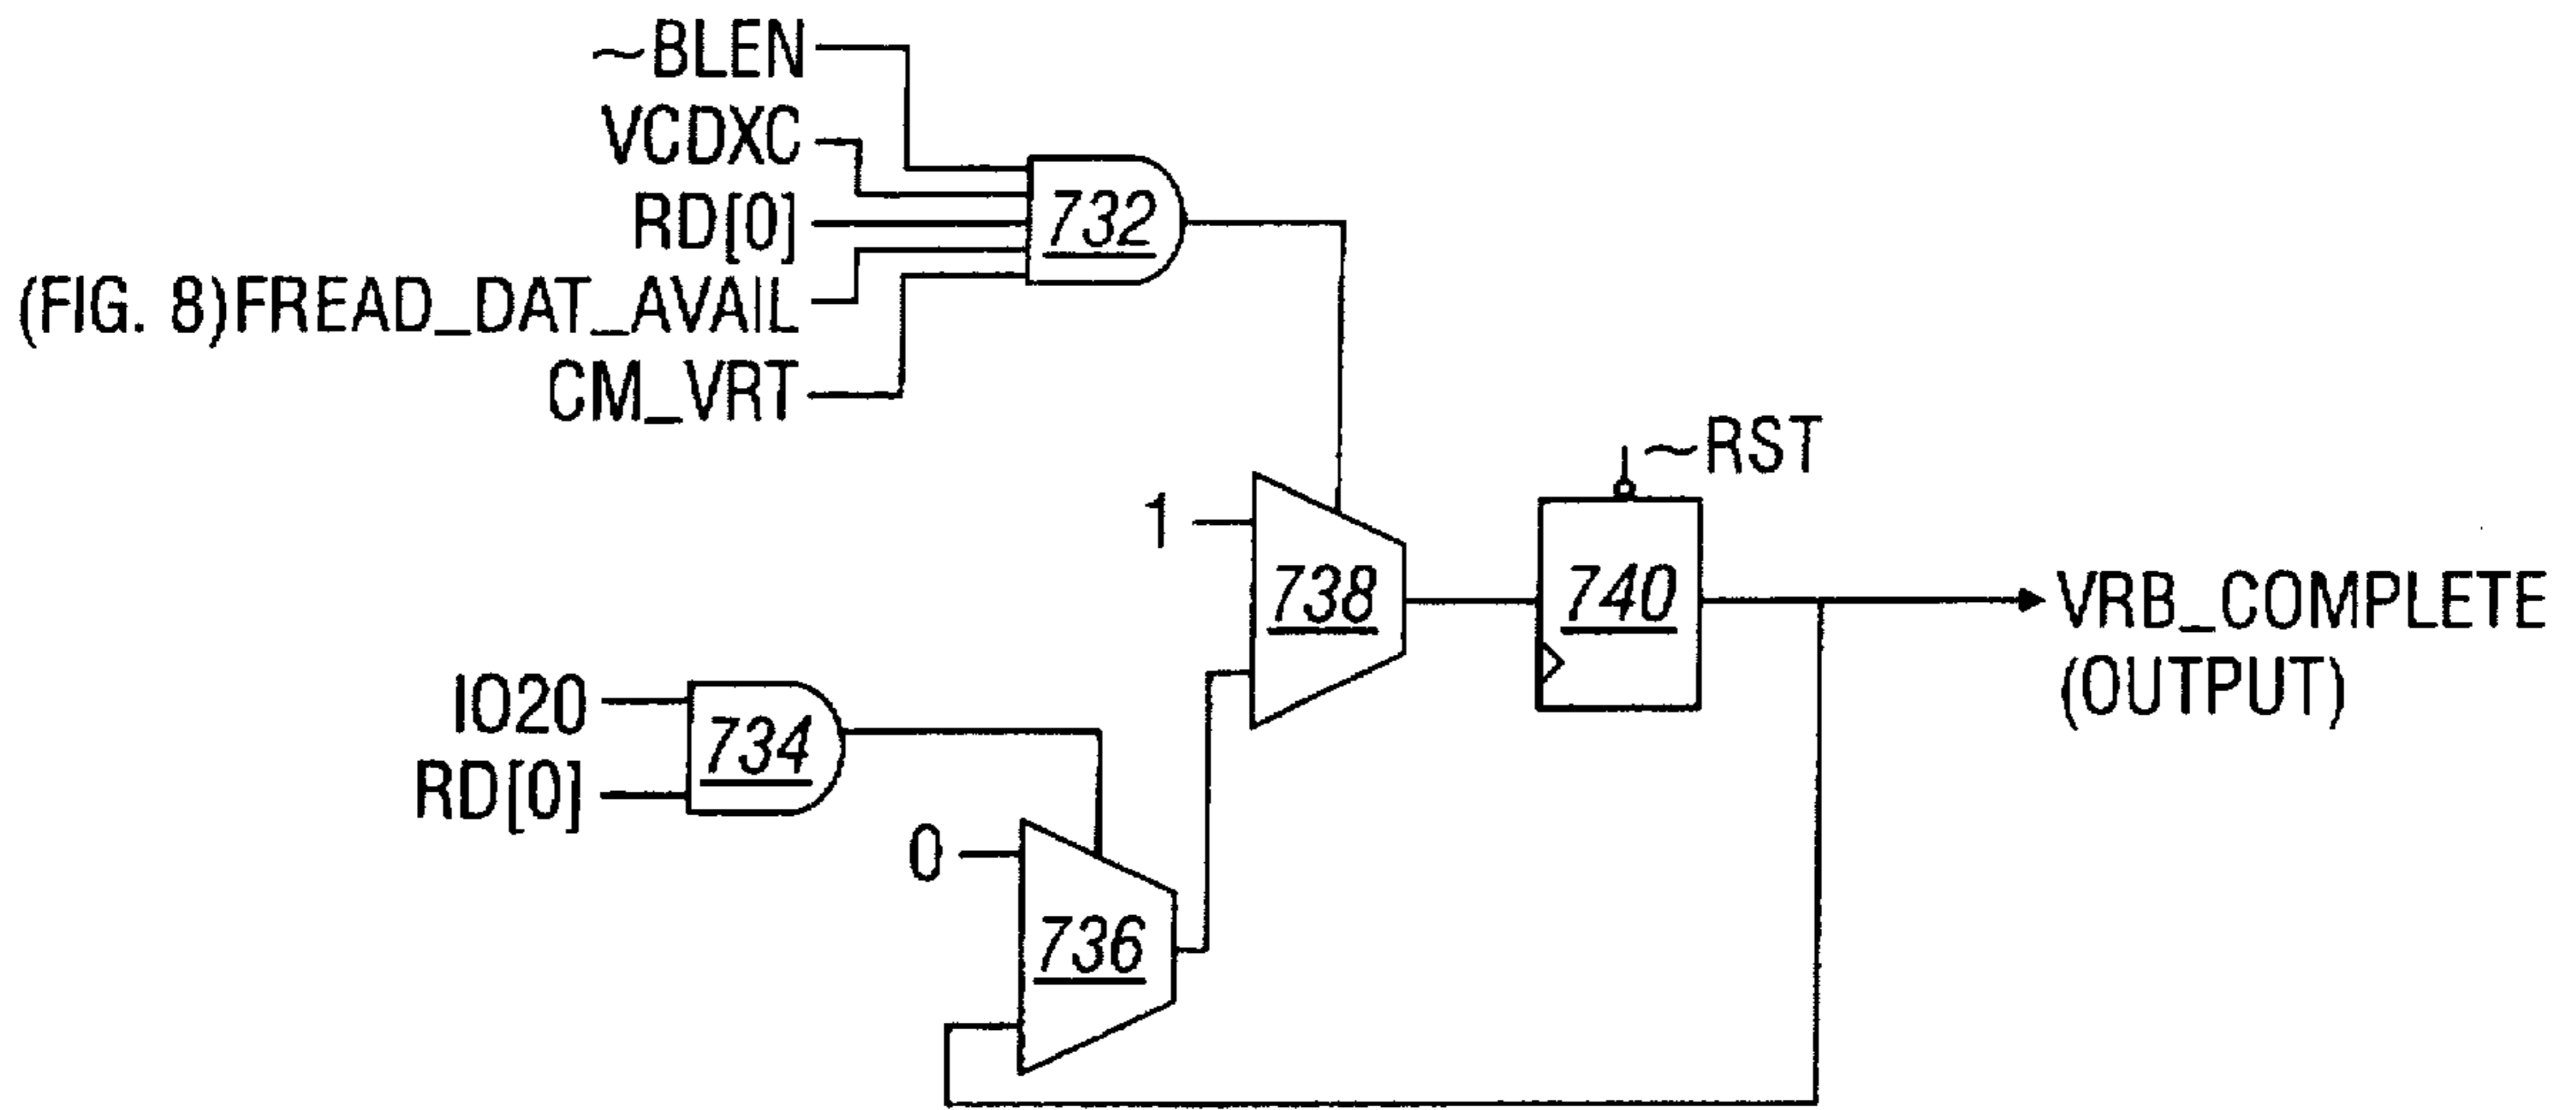 ~BLEN
VCDXC
RD[0]
(FIG. 8)FREAD_DAT_AVAIL
CM_VRT
732
~RST
1
738
740
VRB_COMPLETE
(OUTPUT)
IO20
RD[0]
734
0
736